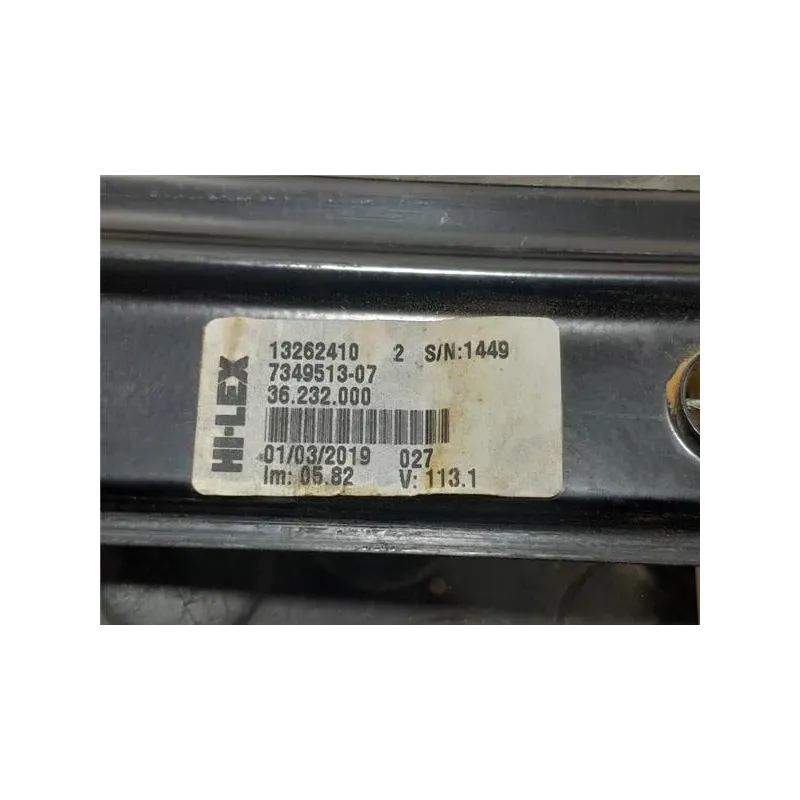 HI-LEX
13262410 2 S/N:1449
7349513-07
36.232.000
01/03/2019 027
Im: 05.82 V: 113.1